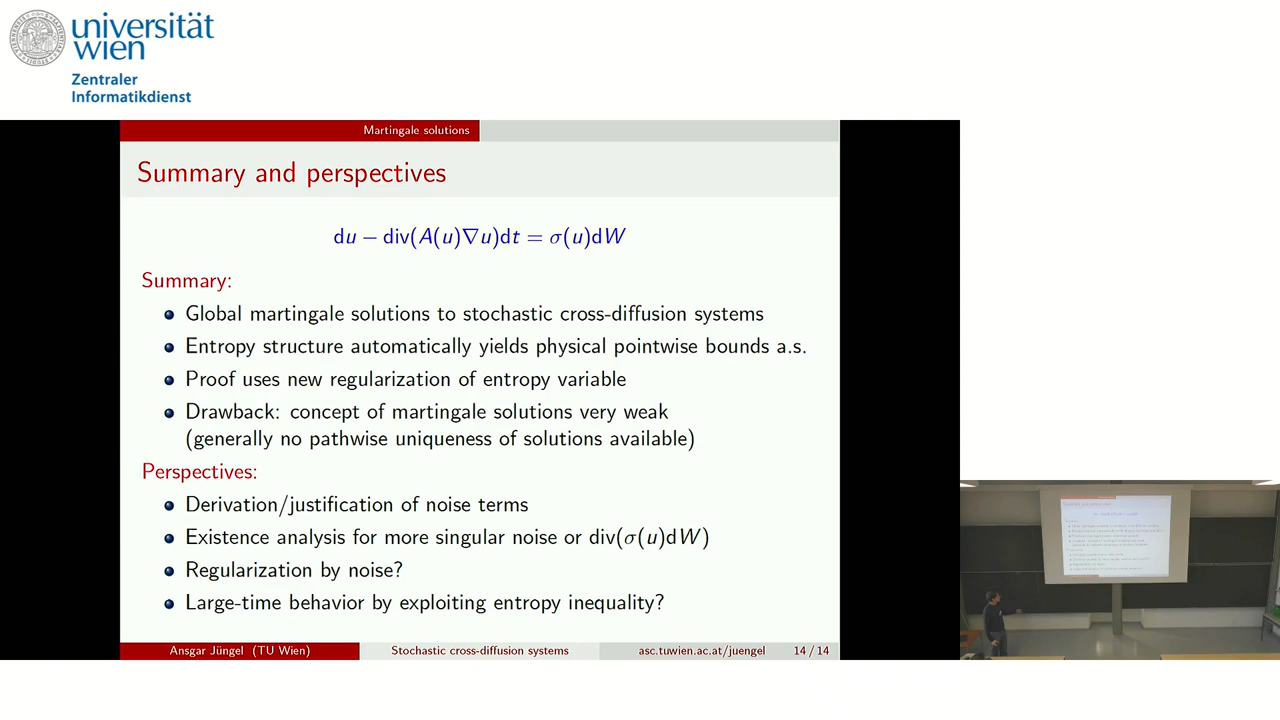 universität
wien
Zentraler
Informatikdienst
Martingale solutions
Summary and perspectives
du − div(A(u)∇u)dt = σ(u)dW
Summary:
Global martingale solutions to stochastic cross-diffusion systems
Entropy structure automatically yields physical pointwise bounds a.s.
Proof uses new regularization of entropy variable
Drawback: concept of martingale solutions very weak
(generally no pathwise uniqueness of solutions available)
Perspectives:
Derivation/justification of noise terms
Existence analysis for more singular noise or div(σ(u)dW)
Regularization by noise?
Large-time behavior by exploiting entropy inequality?
Ansgar Jüngel (TU Wien) Stochastic cross-diffusion systems asc.tuwien.ac.at/juengel 14 / 14
Summary and perspectives